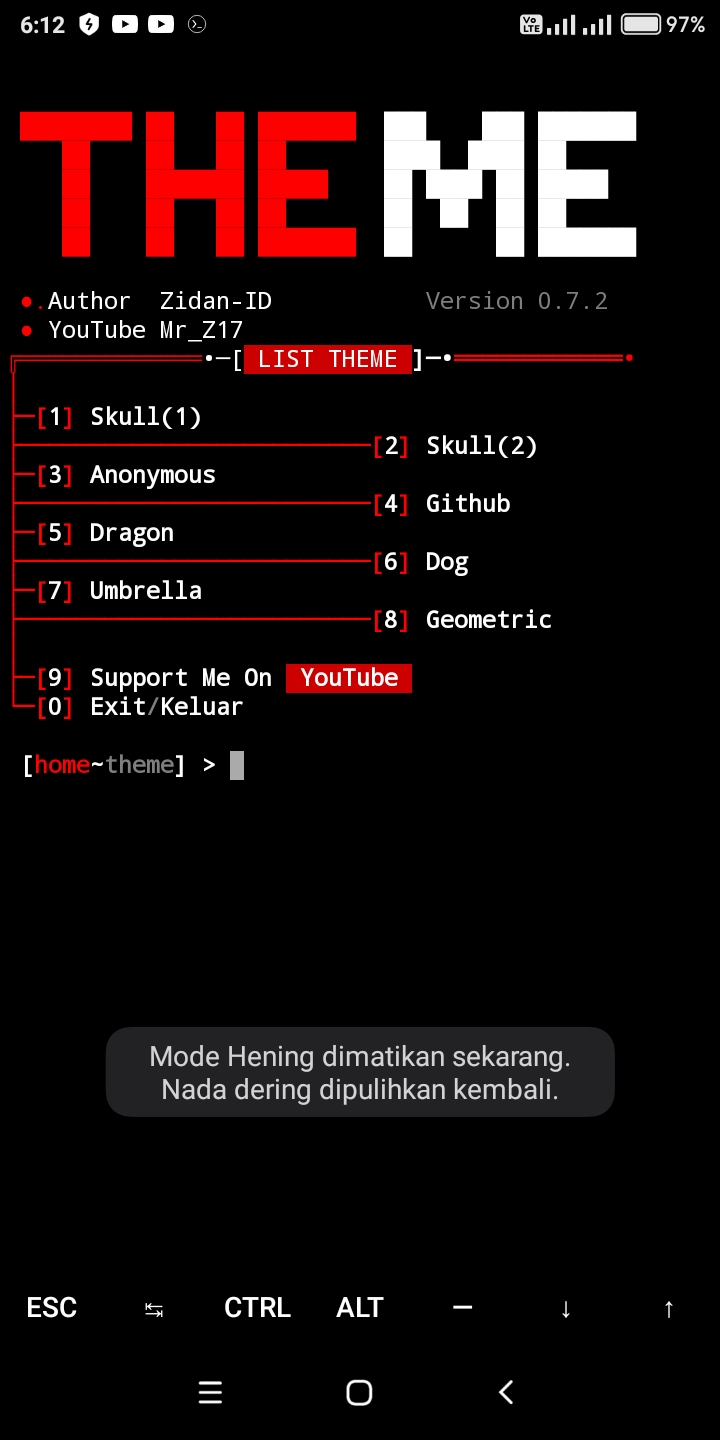 6:12 Vo LTE 97%
THEME
●.Author Zidan-ID Version 0.7.2
● YouTube Mr_Z17
•─[ LIST THEME ]─•
[1] Skull(1)
[2] Skull(2)
[3] Anonymous
[4] Github
[5] Dragon
[6] Dog
[7] Umbrella
[8] Geometric
[9] Support Me On YouTube
[0] Exit/Keluar
[home~theme] >
Mode Hening dimatikan sekarang.
Nada dering dipulihkan kembali.
ESC ↹ CTRL ALT — ↓ ↑